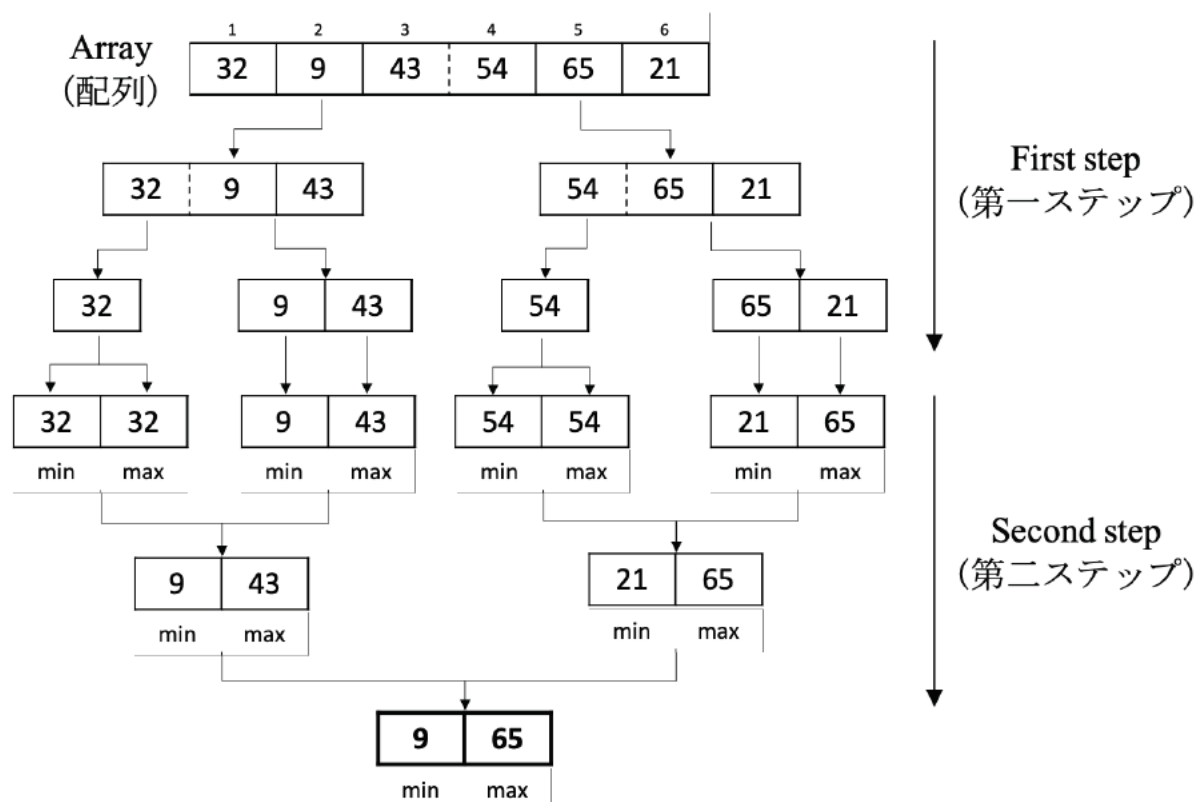 1 2 3 4 5 6
Array
(配列)
32 9 43 54 65 21
32 9 43
54 65 21
First step
(第一ステップ)
32
9 43
54
65 21
32 32
9 43
54 54
21 65
min max
min max
min max
min max
Second step
(第二ステップ)
9 43
21 65
min max
min max
9 65
min max